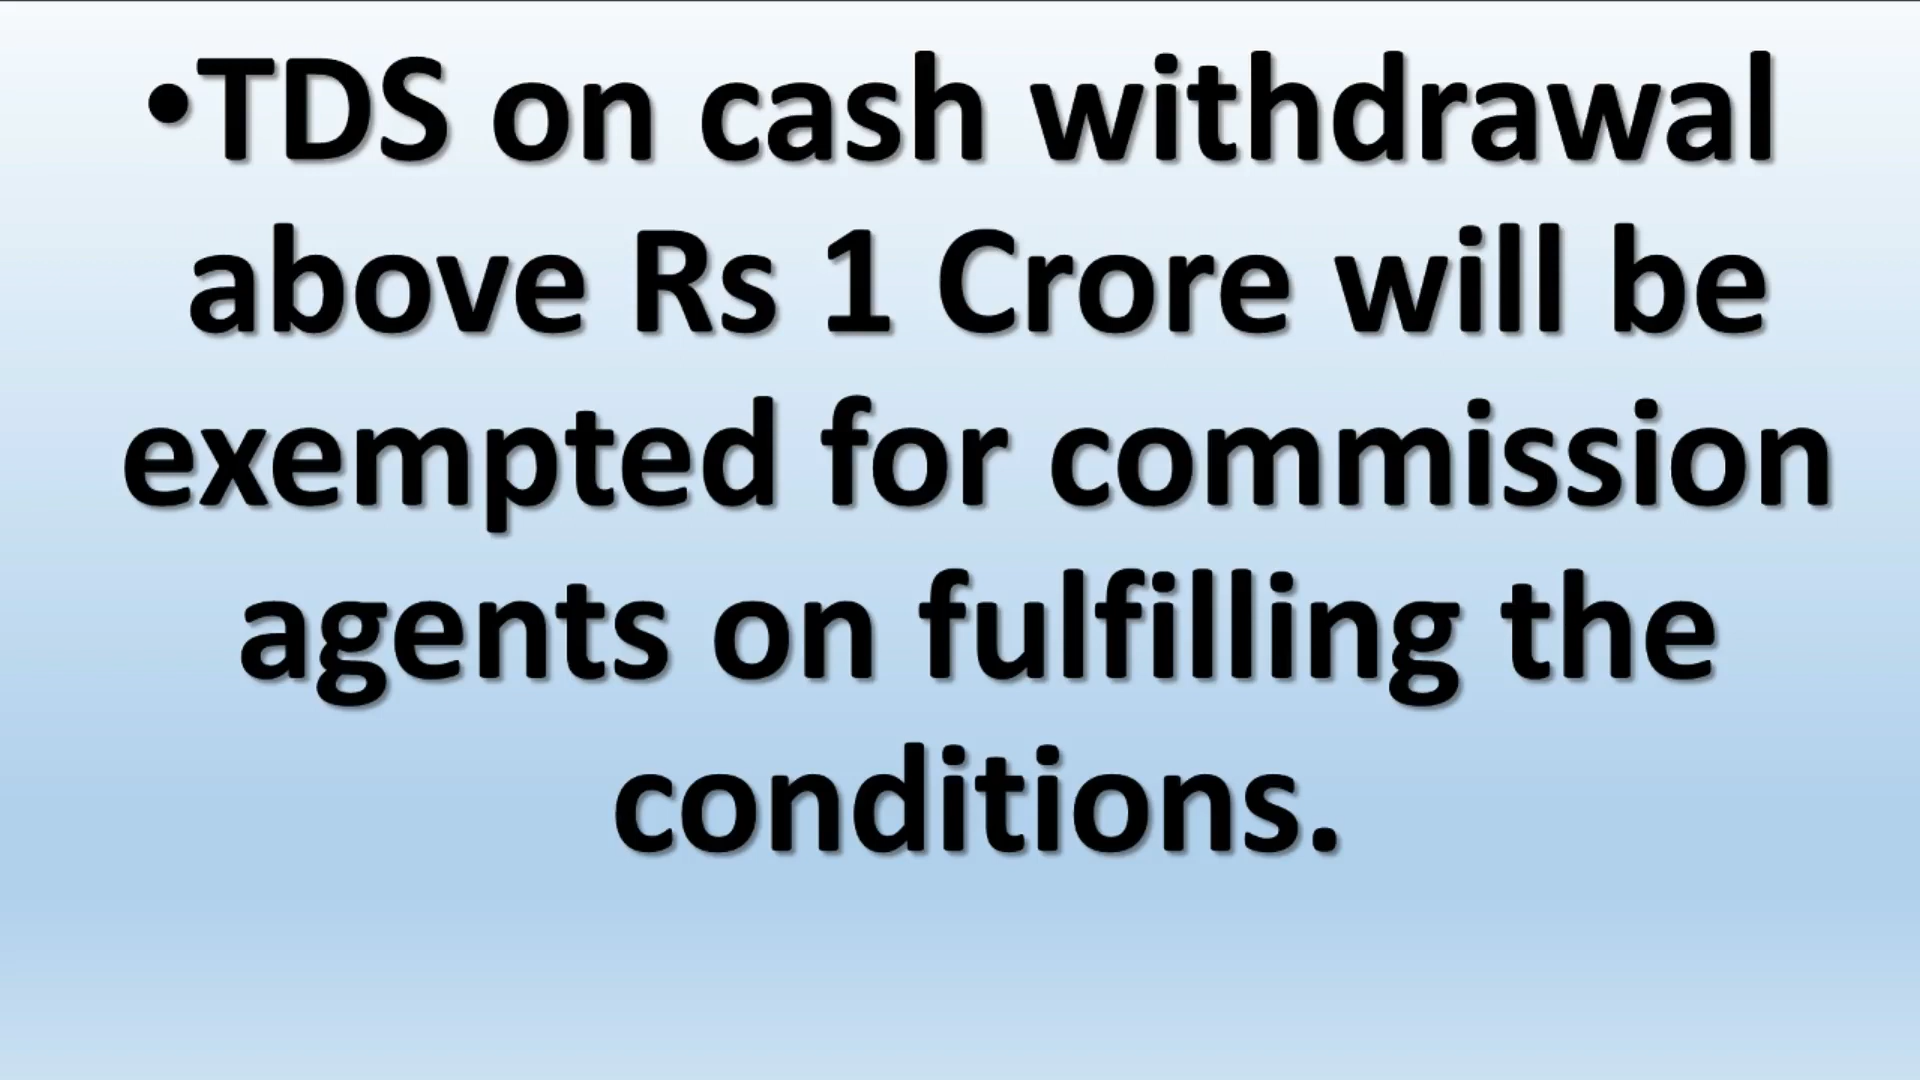 •TDS on cash withdrawal
above Rs 1 Crore will be
exempted for commission
agents on fulfilling the
conditions.